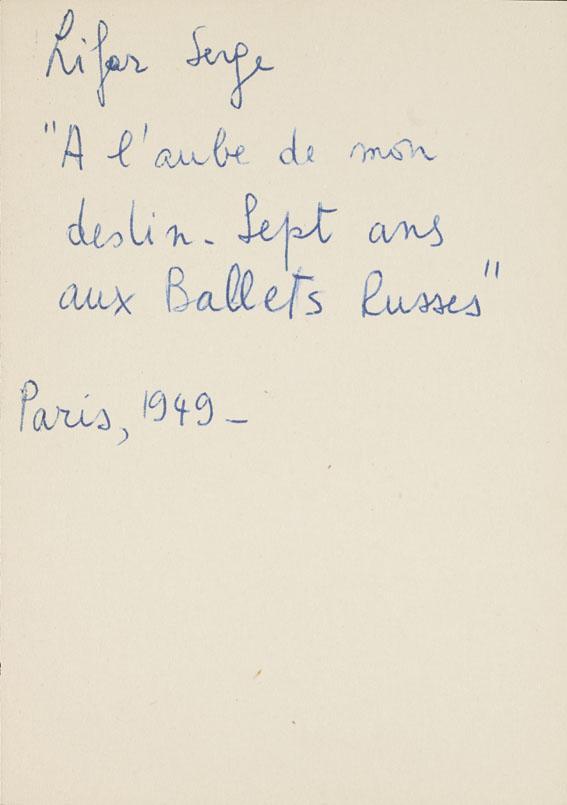 Lifar Serge
"A l'aube de mon
destin - Sept ans
aux Ballets Russes"
Paris, 1949 -